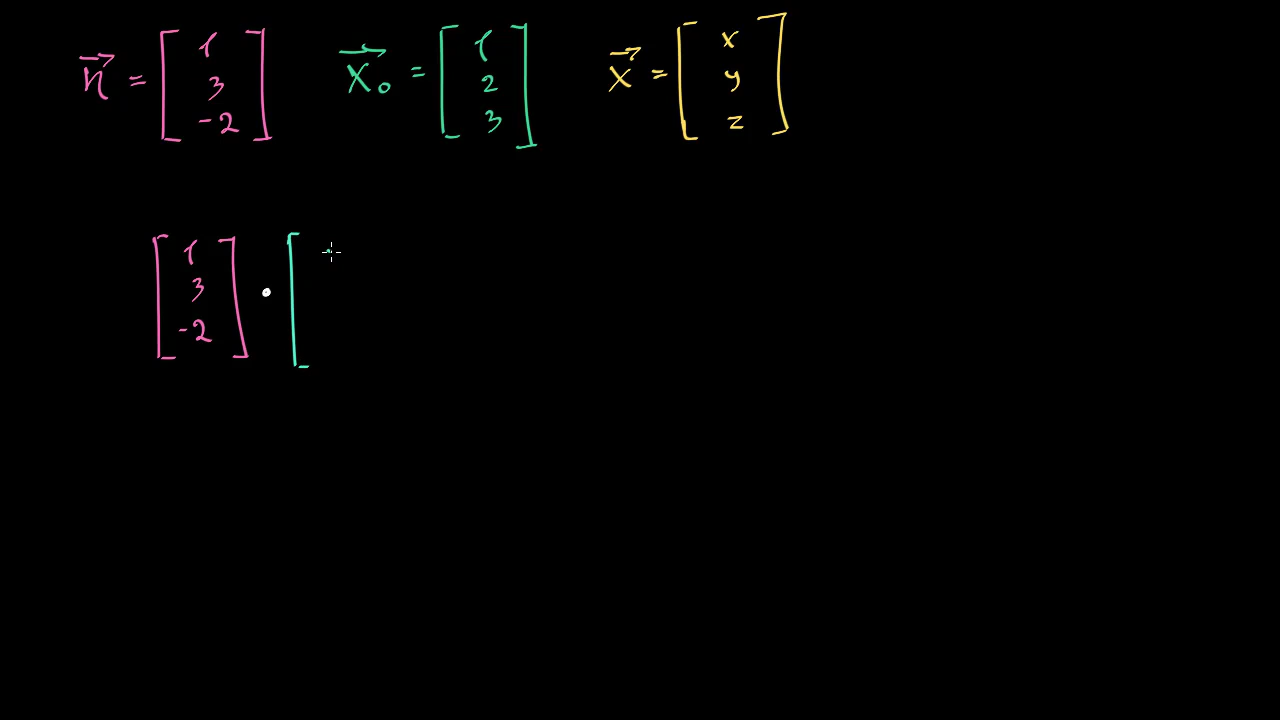 n⃗ = [1 3 -2] x⃗₀ = [1 2 3] x⃗ = [x y z]
[1 3 -2] • [